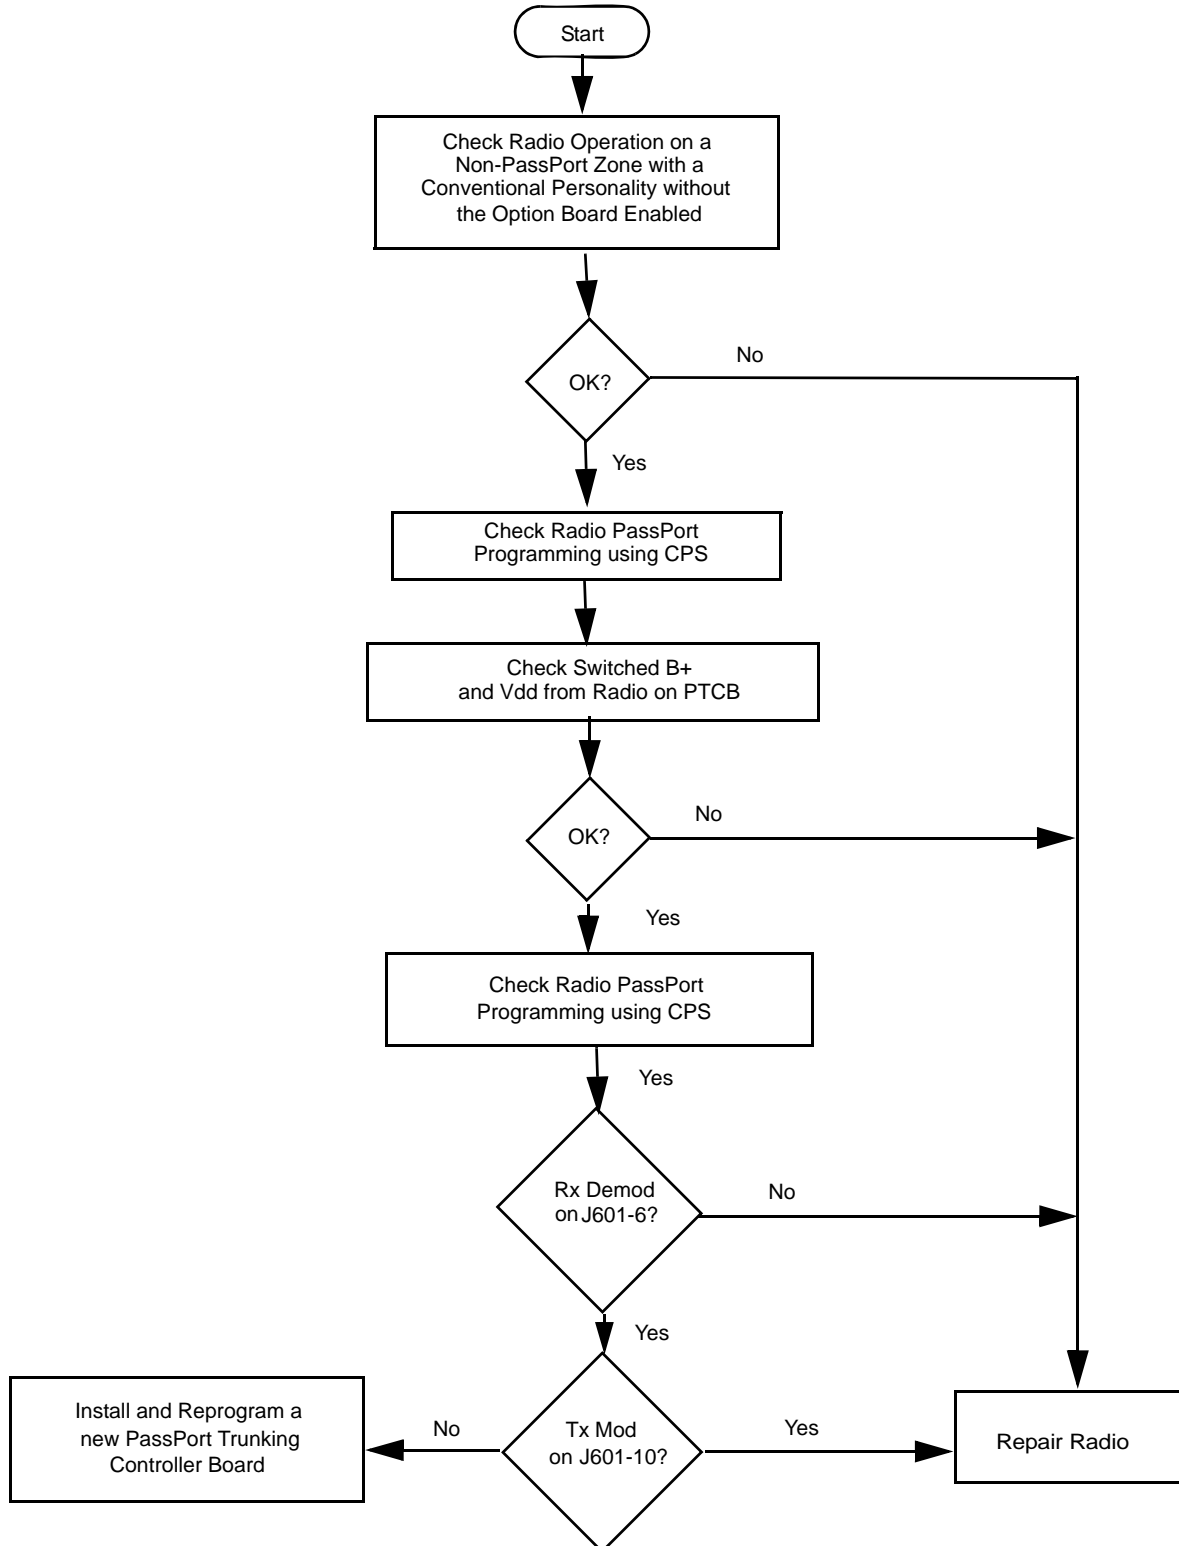 Start
Check Radio Operation on a
Non-PassPort Zone with a
Conventional Personality without
the Option Board Enabled
No
OK?
Yes
Check Radio PassPort
Programming using CPS
Check Switched B+
and Vdd from Radio on PTCB
No
OK?
Yes
Check Radio PassPort
Programming using CPS
Yes
Rx Demod
on J601-6?
No
Yes
Install and Reprogram a
new PassPort Trunking
Controller Board
No
Tx Mod
on J601-10?
Yes
Repair Radio